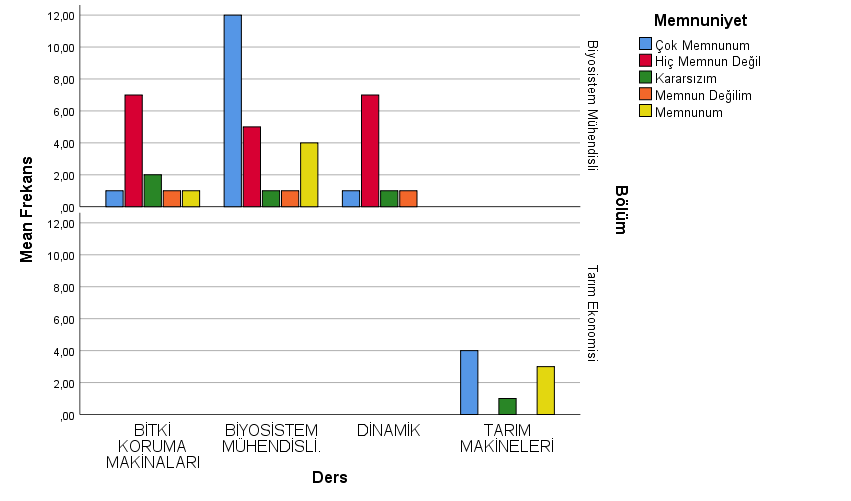 Memnuniyet
Çok Memnunum
Hiç Memnun Değil
Kararsızım
Memnun Değilim
Memnunum
Mean Frekans
12,00
10,00
8,00
6,00
4,00
2,00
,00
Biyosistem Mühendisli
Bölüm
12,00
10,00
8,00
6,00
4,00
2,00
,00
Tarım Ekonomisi
BİTKİ
KORUMA
MAKİNALARI
BİYOSİSTEM
MÜHENDİSLİ.
DİNAMİK
TARIM
MAKİNELERİ
Ders